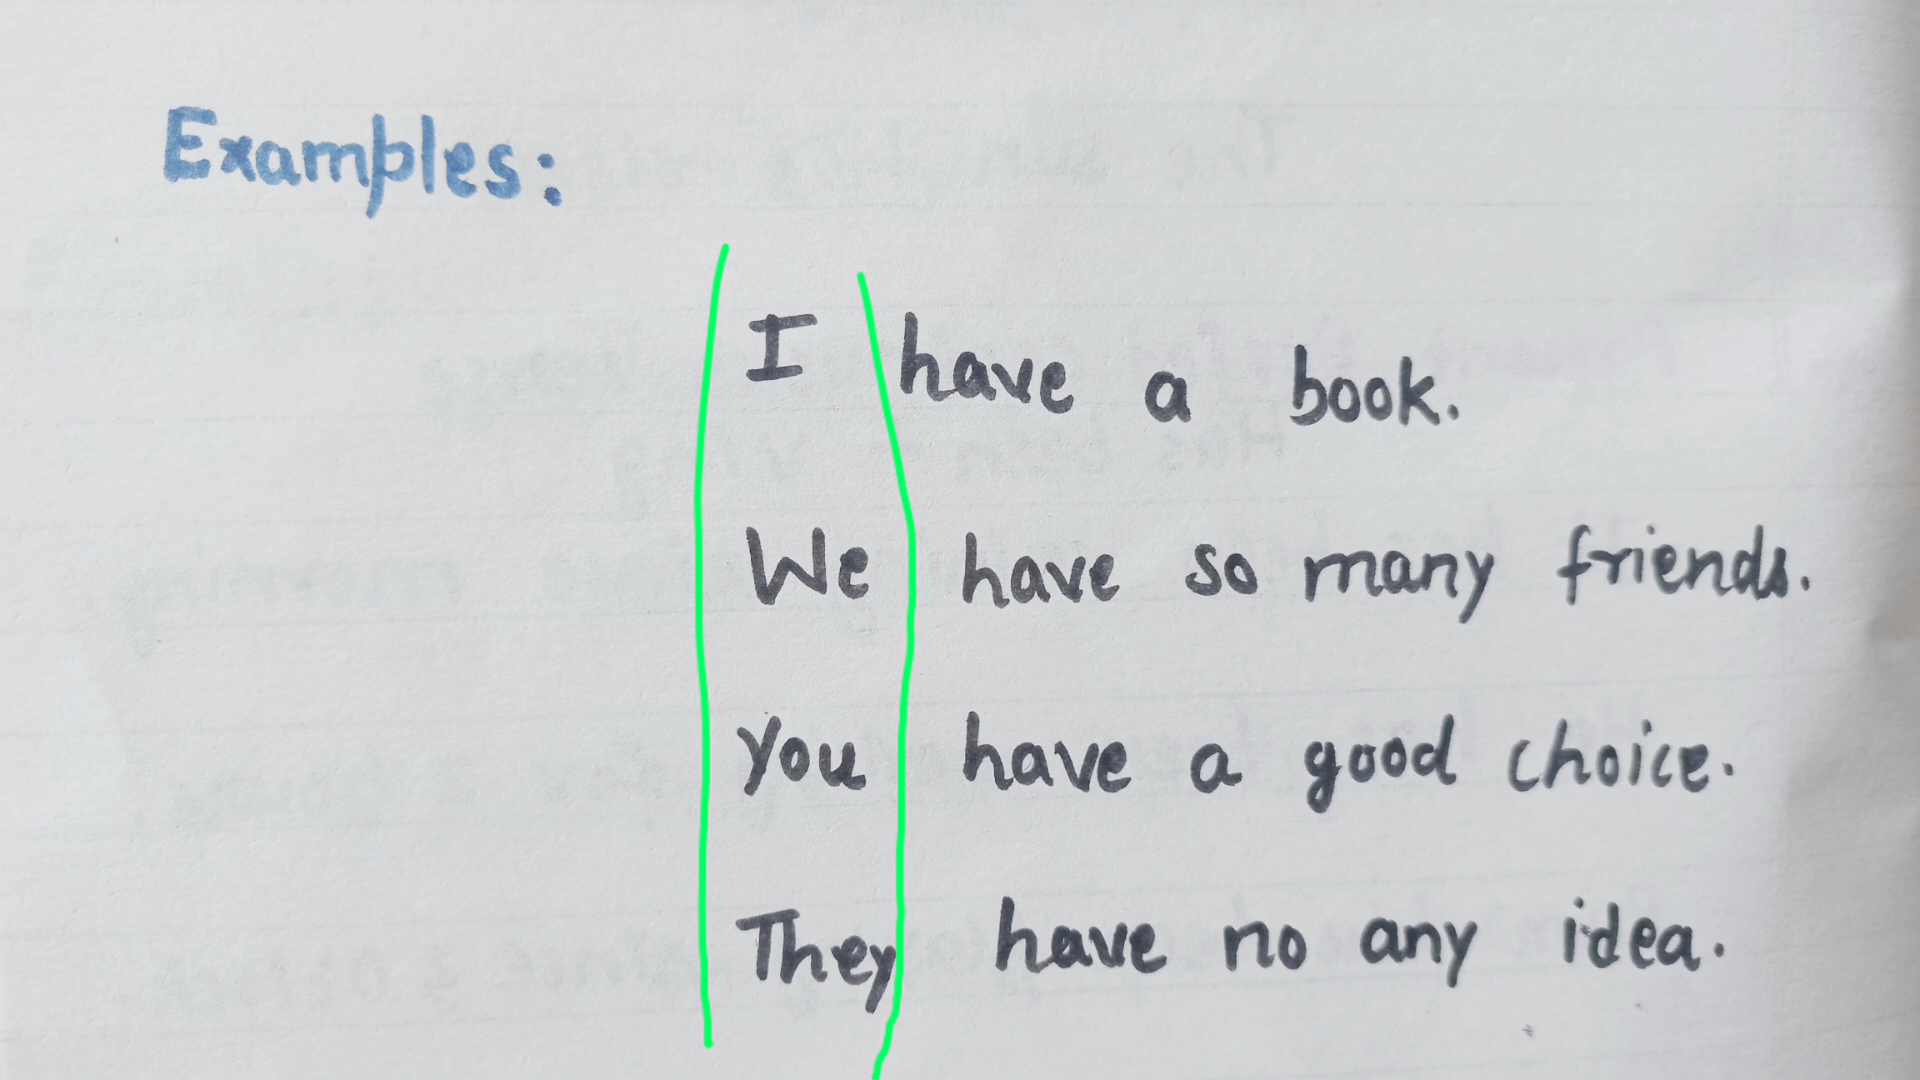 Examples:
I have a book.
We have so many friends.
You have a good choice.
They have no any idea.